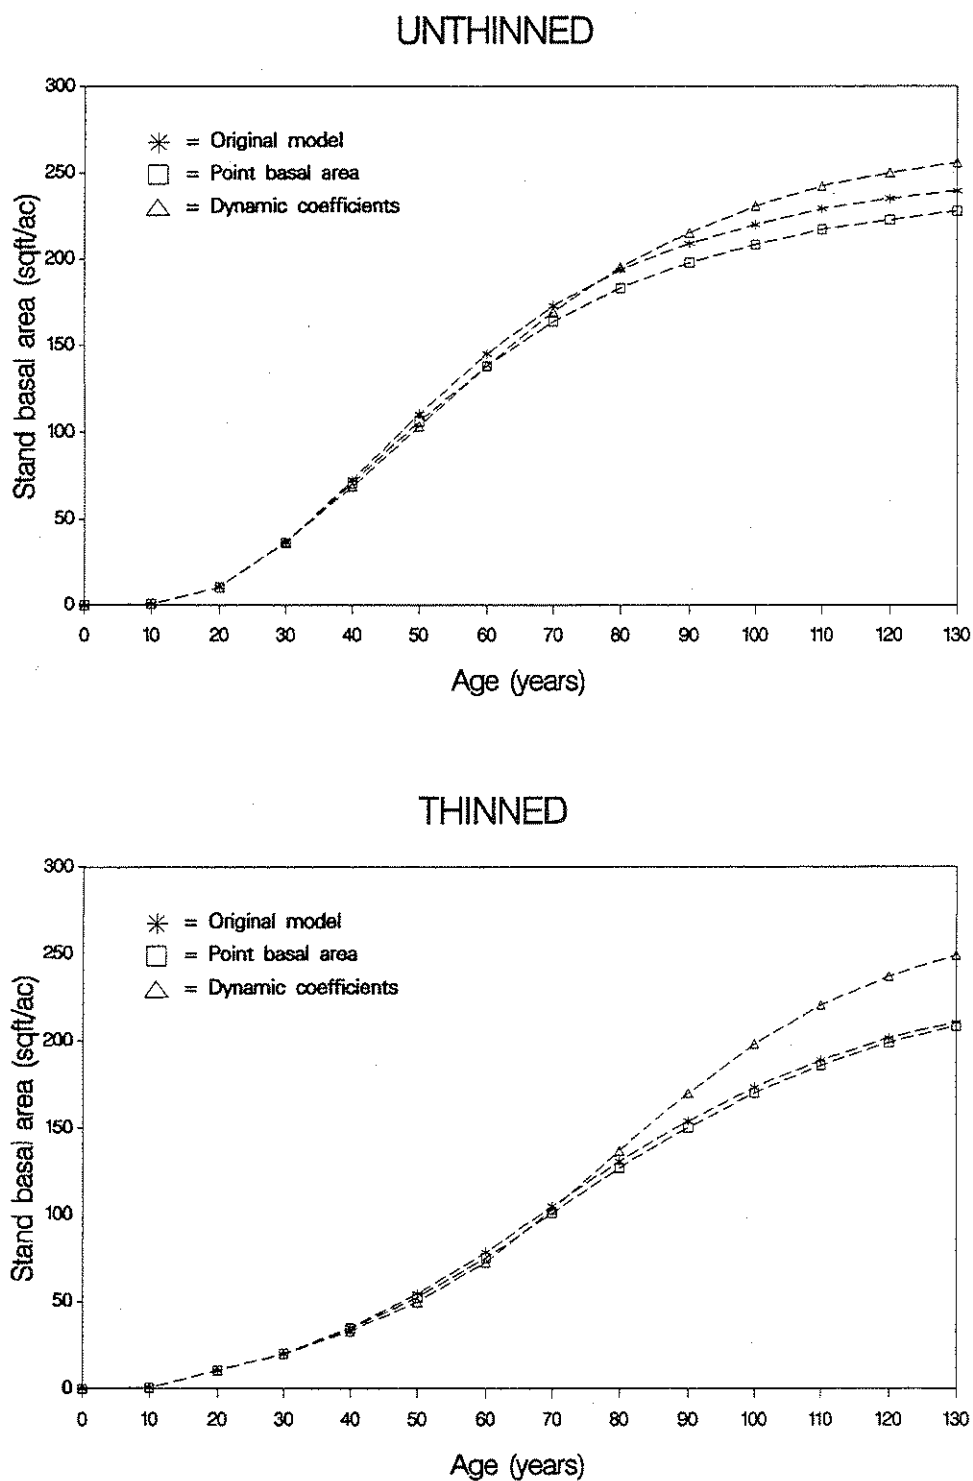 UNTHINNED
300
250
200
150
100
50
0
Stand basal area (sqft/ac)
* = Original model
□ = Point basal area
△ = Dynamic coefficients
0 10 20 30 40 50 60 70 80 90 100 110 120 130
Age (years)
THINNED
300
250
200
150
100
50
0
Stand basal area (sqft/ac)
* = Original model
□ = Point basal area
△ = Dynamic coefficients
0 10 20 30 40 50 60 70 80 90 100 110 120 130
Age (years)